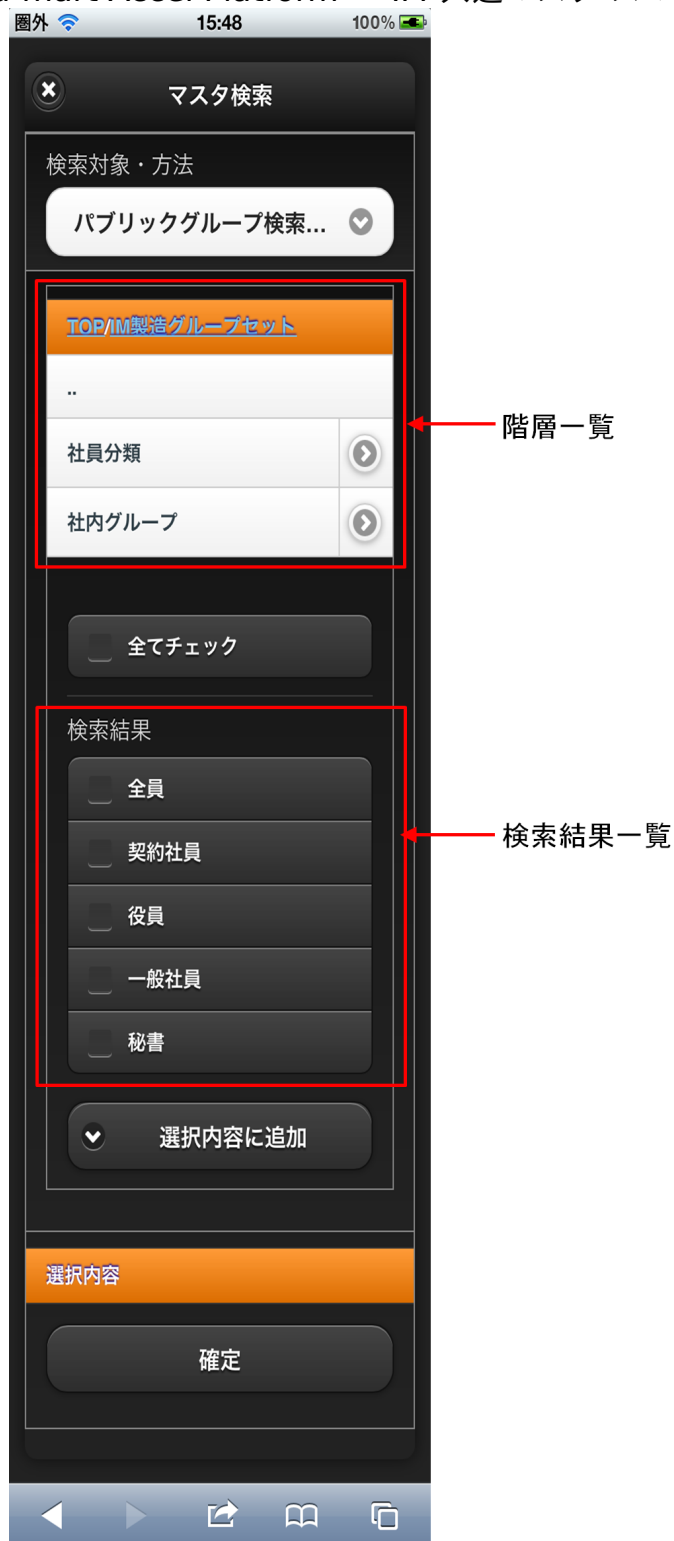 圏外 15:48 100%
マスタ検索
検索対象・方法
パブリックグループ検索...
TOP/IM製造グループセット
..
社員分類
階層一覧
社内グループ
全てチェック
検索結果
全員
契約社員
検索結果一覧
役員
一般社員
秘書
選択内容に追加
選択内容
確定